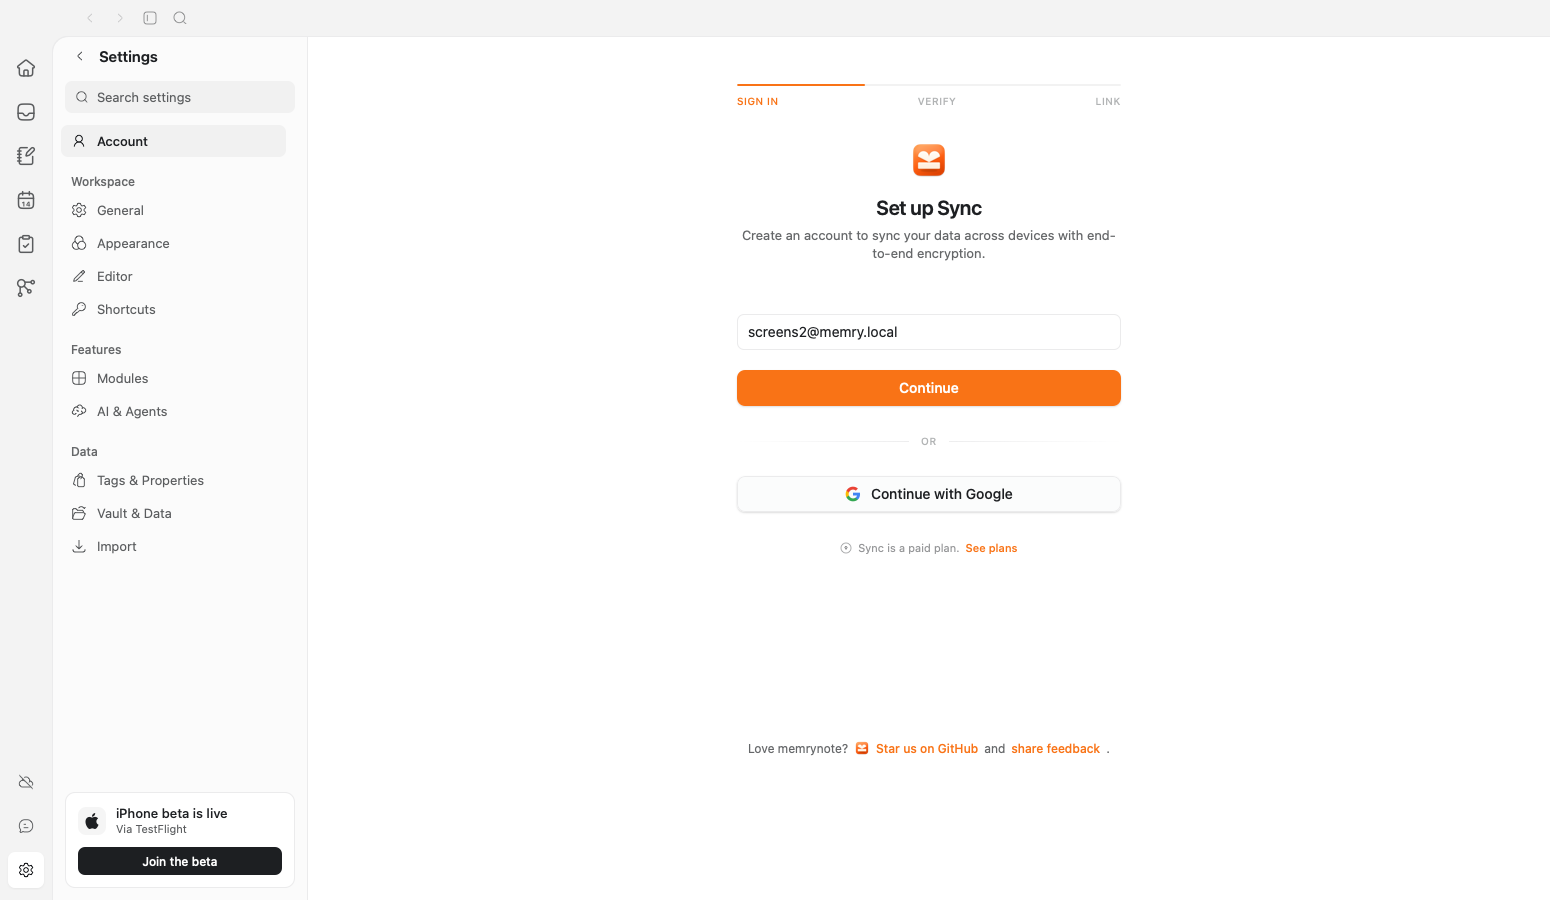 Settings
Search settings
Account
Workspace
General
Appearance
Editor
Shortcuts
Features
Modules
AI & Agents
Data
Tags & Properties
Vault & Data
Import
iPhone beta is live
Via TestFlight
Join the beta
14
SIGN IN
VERIFY
LINK
Set up Sync
Create an account to sync your data across devices with end-
to-end encryption.
screens2@memry.local
Continue
OR
Continue with Google
Sync is a paid plan. See plans
Love memrynote? Star us on GitHub and share feedback .